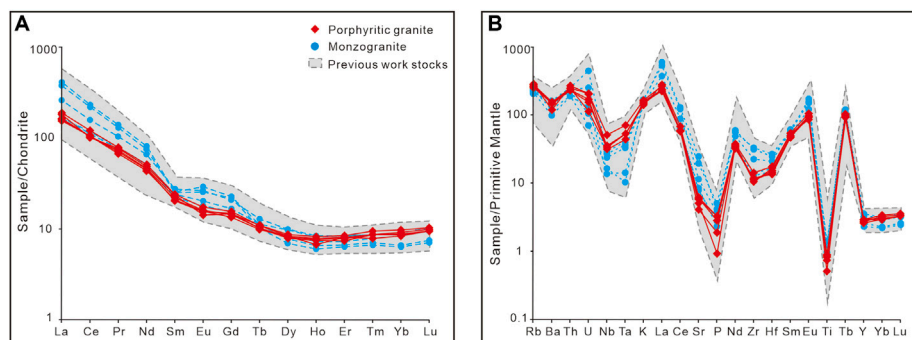 A
Porphyritic granite
Monzogranite
Previous work stocks
Sample/Chondrite
1000
100
10
1
La Ce Pr Nd Sm Eu Gd Tb Dy Ho Er Tm Yb Lu
B
Sample/Primitive Mantle
1000
100
10
1
0.1
Rb Ba Th U Nb Ta K La Ce Sr P Nd Zr Hf Sm Eu Ti Tb Y Yb Lu